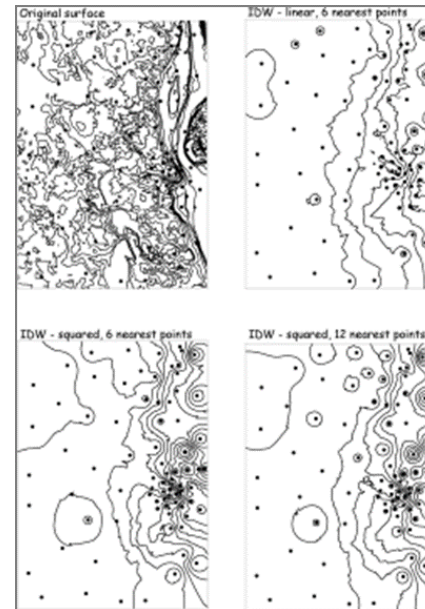 Original surface
IDW - linear, 6 nearest points
IDW - squared, 6 nearest points
IDW - squared, 12 nearest points